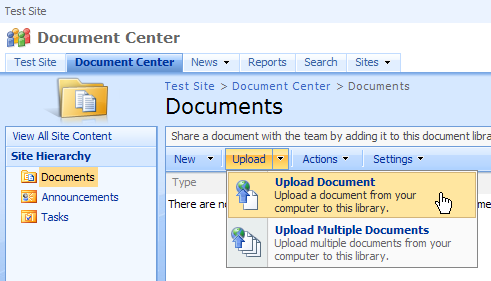 Test Site
Document Center
Test Site Document Center News Reports Search Sites
Test Site > Document Center > Documents
Documents
View All Site Content
Site Hierarchy
Documents
Announcements
Tasks
Share a document with the team by adding it to this document
New Upload Actions Settings
Type
There are no
Upload Document
Upload a document from your
computer to this library.
Upload Multiple Documents
Upload multiple documents from your
computer to this library.